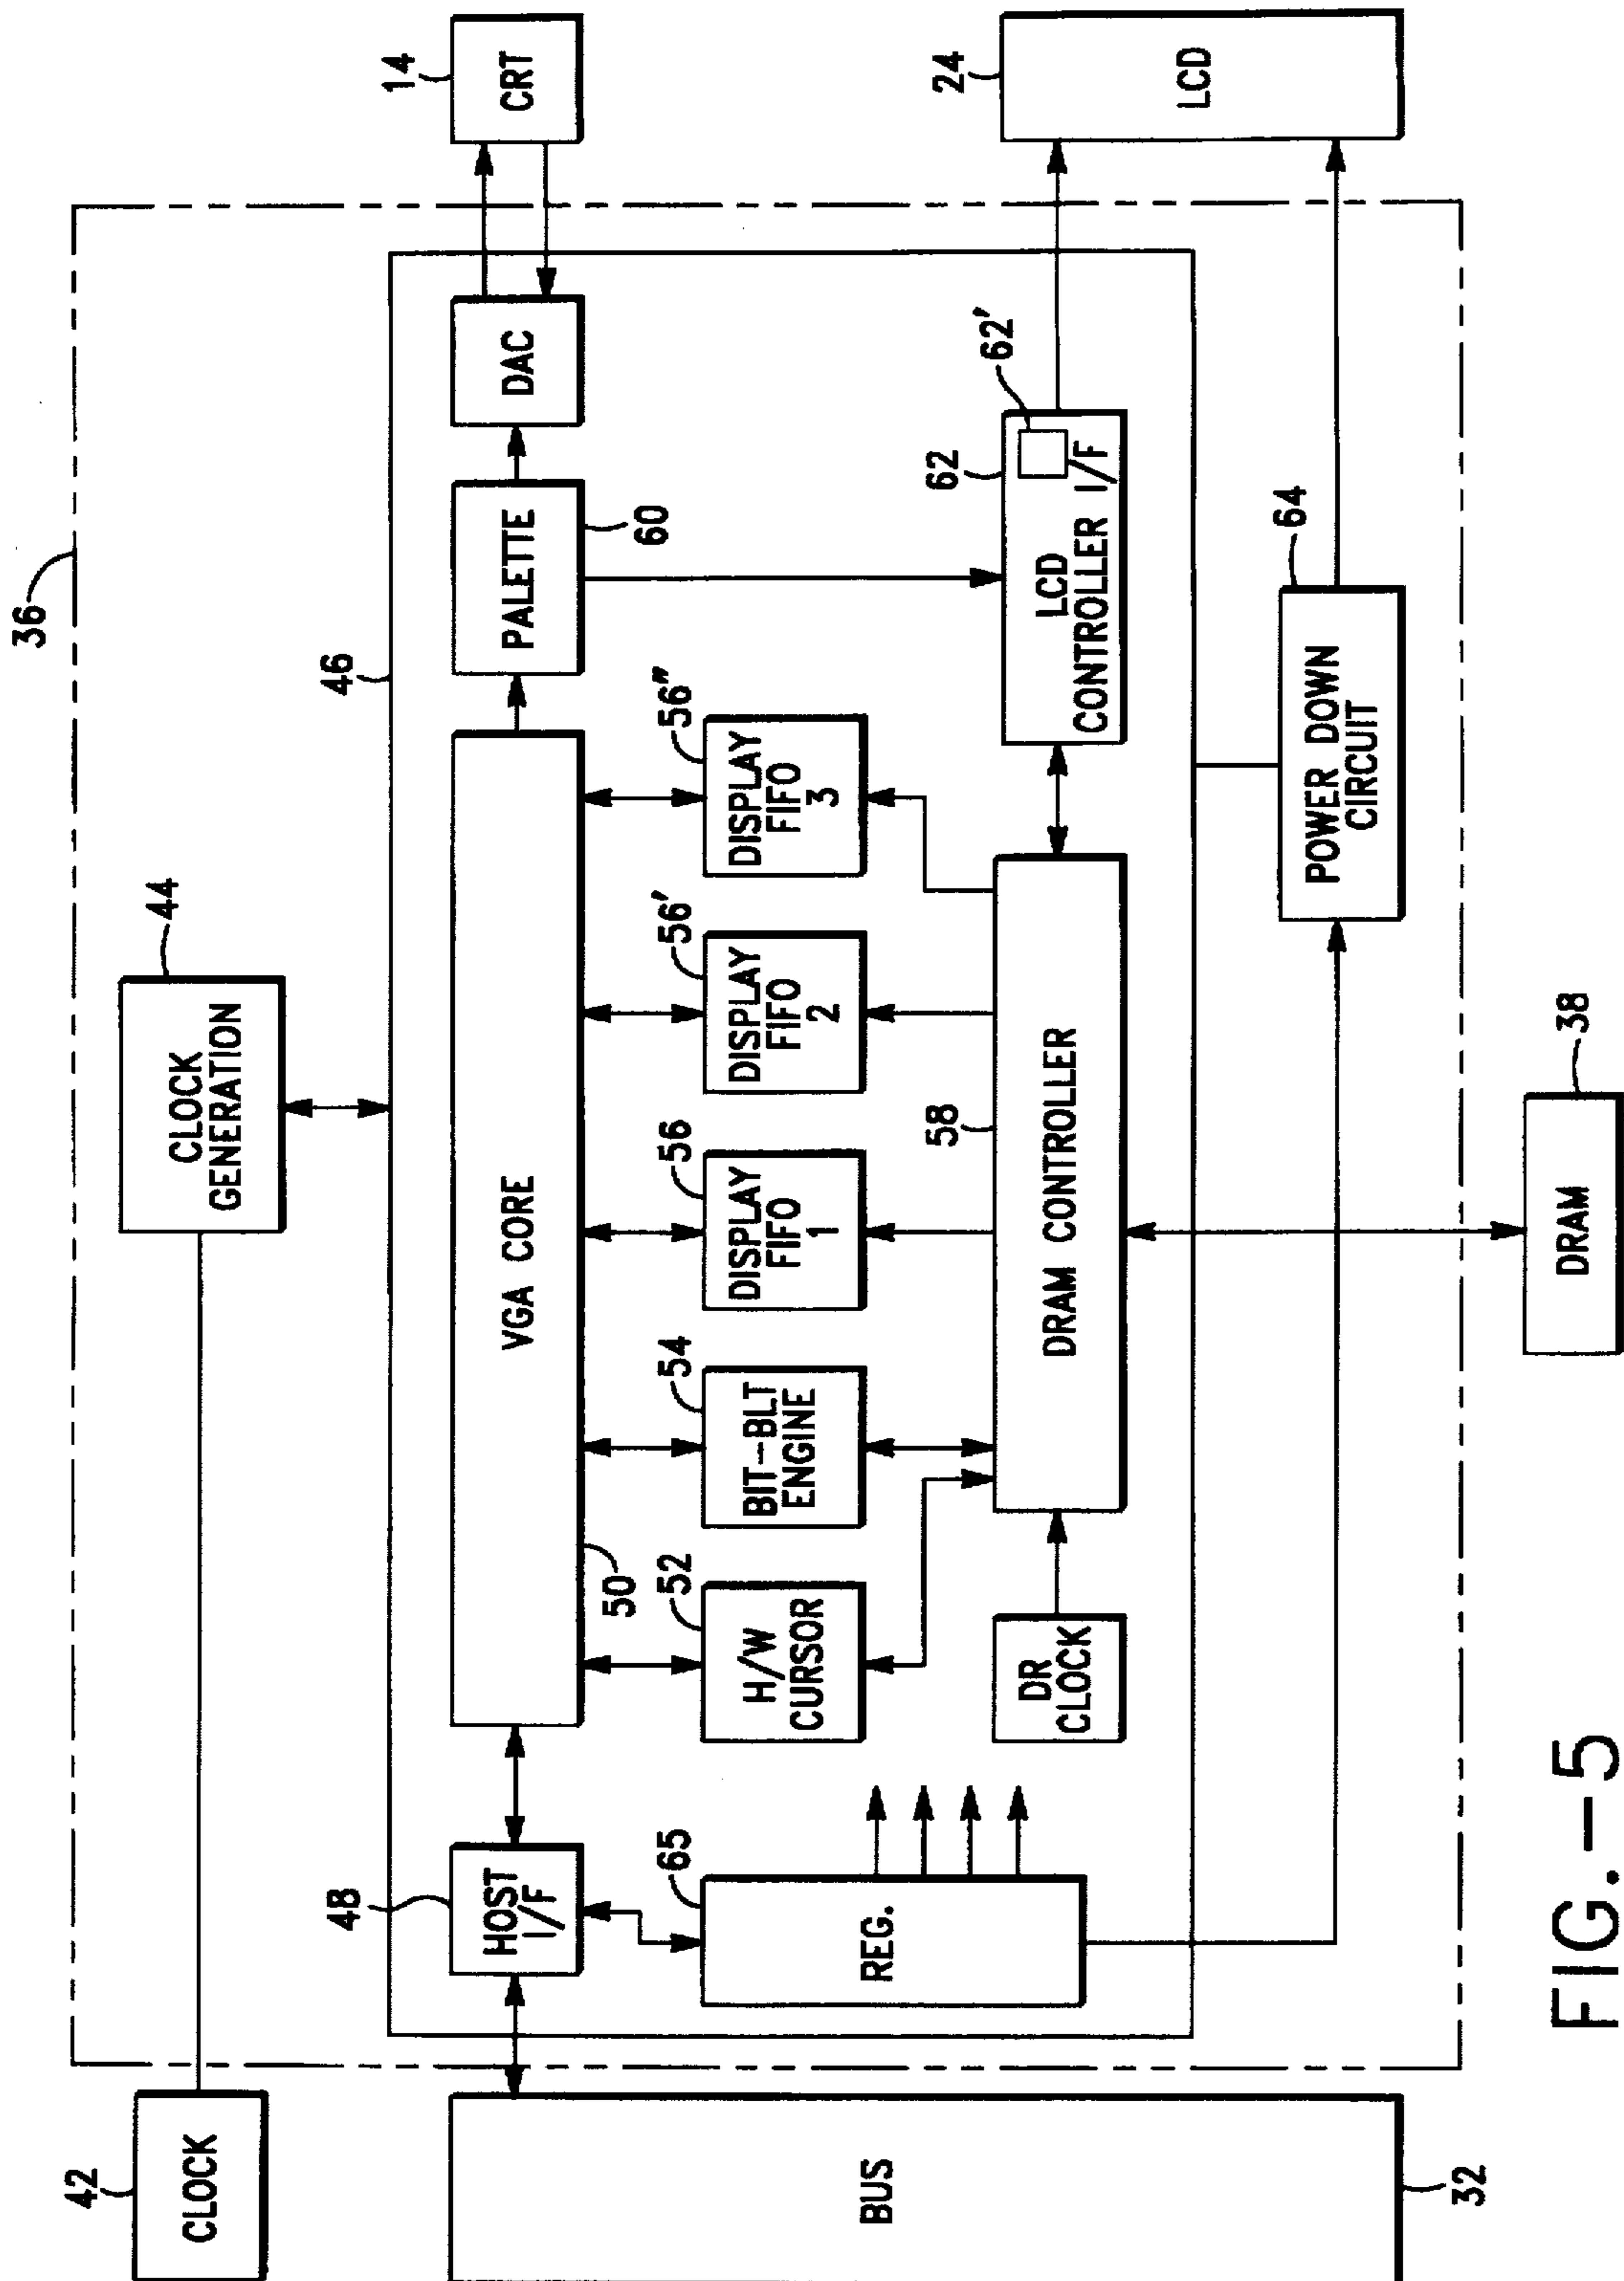 36
42
CLOCK
44
CLOCK
GENERATION
46
14
CRT
32
BUS
48
HOST
I/F
VGA CORE
50
PALETTE
60
DAC
65
REG.
52
H/W
CURSOR
54
BIT-BLT
ENGINE
56
DISPLAY
FIFO
1
56'
DISPLAY
FIFO
2
56"
DISPLAY
FIFO
3
DR
CLOCK
58
DRAM CONTROLLER
62
62'
LCD
CONTROLLER I/F
24
LCD
64
POWER DOWN
CIRCUIT
38
DRAM
FIG.-5